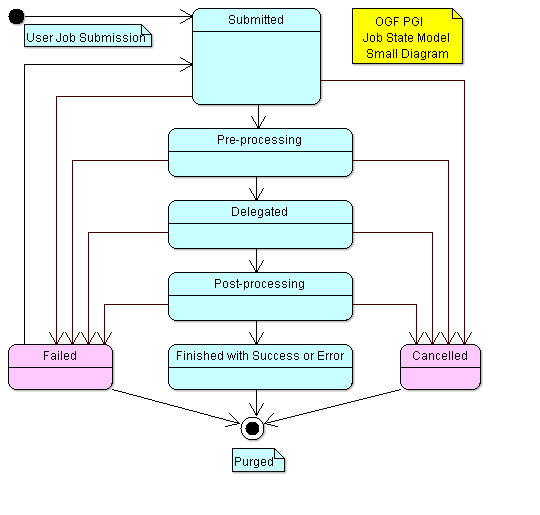 Submitted
User Job Submission
OGF PGI
Job State Model
Small Diagram
Pre-processing
Delegated
Post-processing
Failed
Finished with Success or Error
Cancelled
Purged